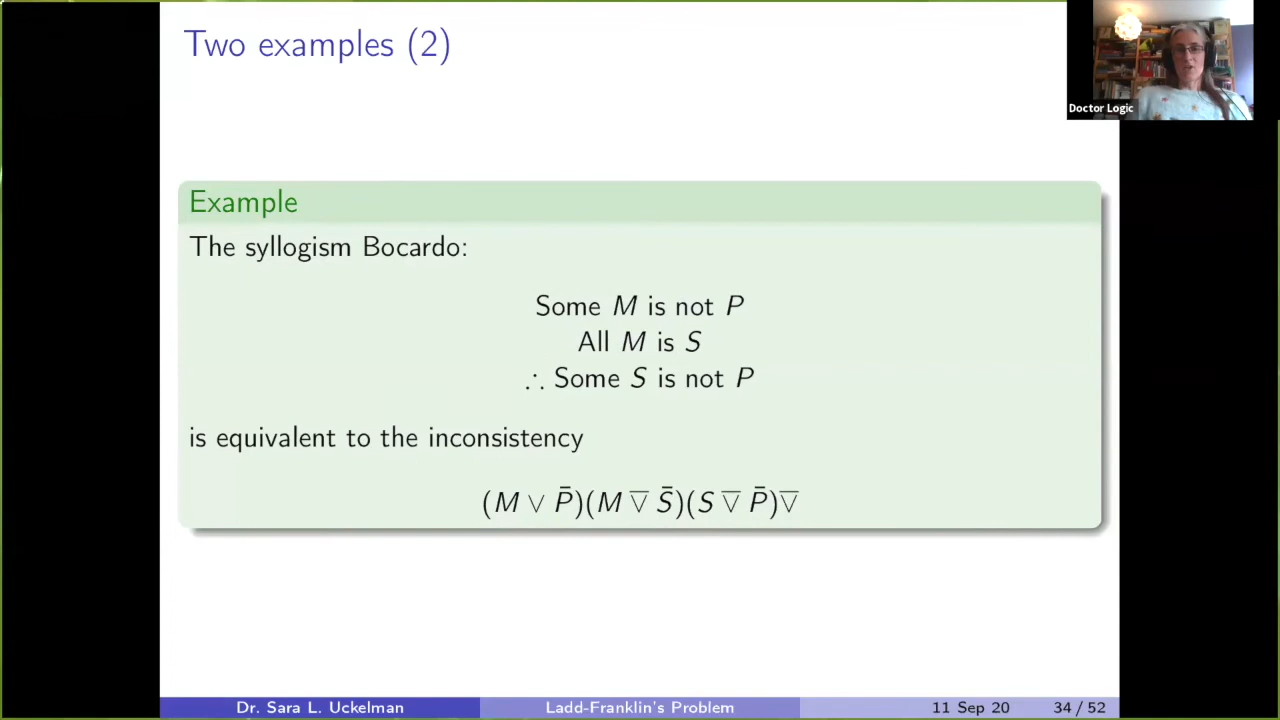 Two examples (2)
Doctor Logic
Example
The syllogism Bocardo:
Some M is not P
All M is S
∴ Some S is not P
is equivalent to the inconsistency
(M ∨ P̄)(M ⊽ S̄)(S ⊽ P̄)⊽
Dr. Sara L. Uckelman
Ladd-Franklin's Problem
11 Sep 20
34 / 52